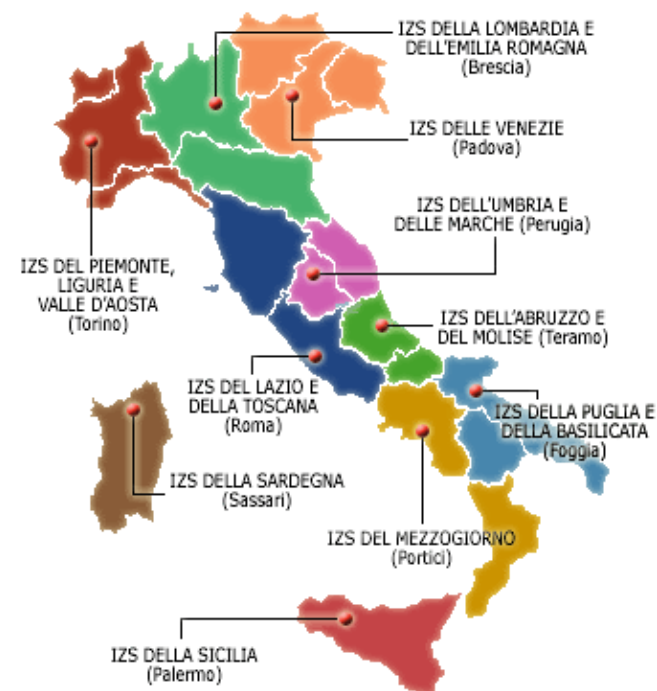 IZS DELLA LOMBARDIA E
DELL'EMILIA ROMAGNA
(Brescia)
IZS DELLE VENEZIE
(Padova)
IZS DELL'UMBRIA E
DELLE MARCHE (Perugia)
IZS DEL PIEMONTE,
LIGURIA E
VALLE D'AOSTA
(Torino)
IZS DELL'ABRUZZO E
DEL MOLISE (Teramo)
IZS DEL LAZIO E
DELLA TOSCANA
(Roma)
IZS DELLA PUGLIA E
DELLA BASILICATA
(Foggia)
IZS DELLA SARDEGNA
(Sassari)
IZS DEL MEZZOGIORNO
(Portici)
IZS DELLA SICILIA
(Palermo)